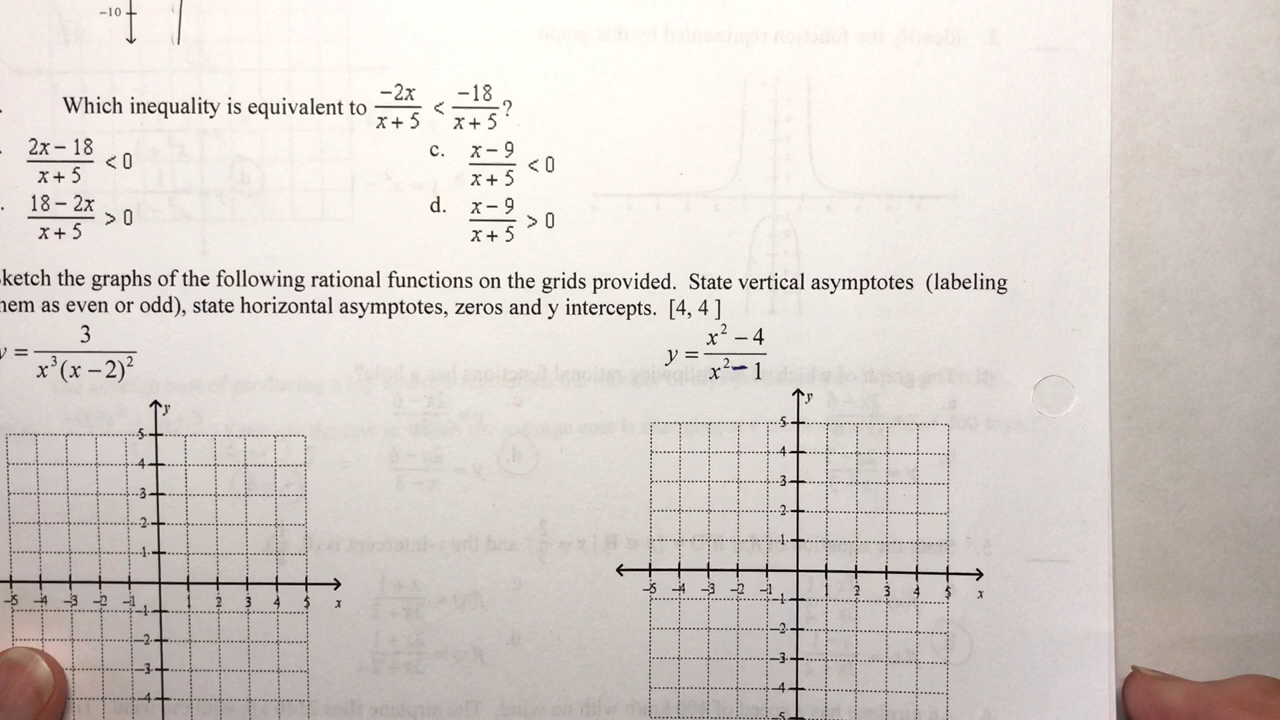 -10
Which inequality is equivalent to -2x/(x+5) < -18/(x+5)?
(2x-18)/(x+5) < 0
c. (x-9)/(x+5) < 0
(18-2x)/(x+5) > 0
d. (x-9)/(x+5) > 0
ketch the graphs of the following rational functions on the grids provided. State vertical asymptotes (labeling
hem as even or odd), state horizontal asymptotes, zeros and y intercepts. [4, 4 ]
y = 3/(x³(x-2)²)
y = (x²-4)/(x²-1)
y
5
4
3
2
1
-5 -4 -3 -2 -1 1 2 3 4 5 x
-1
-2
-3
-4
y
5
4
3
2
1
-5 -4 -3 -2 -1 1 2 3 4 5 x
-1
-2
-3
-4
-5